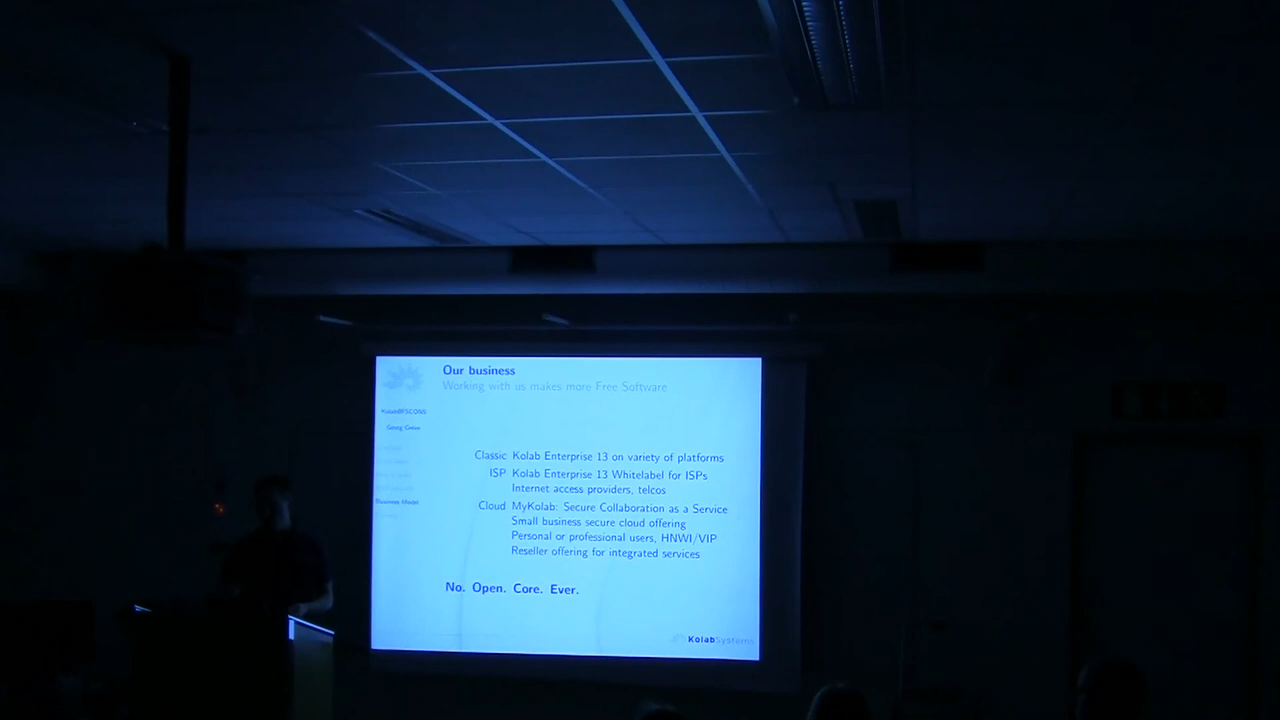 Our business
Working with us makes more Free Software
Kolab@FSCONS
Georg Greve
Business Model
Classic Kolab Enterprise 13 on variety of platforms
ISP Kolab Enterprise 13 Whitelabel for ISPs
Internet access providers, telcos
Cloud MyKolab: Secure Collaboration as a Service
Small business secure cloud offering
Personal or professional users, HNWI/VIP
Reseller offering for integrated services
No. Open. Core. Ever.
KolabSystems